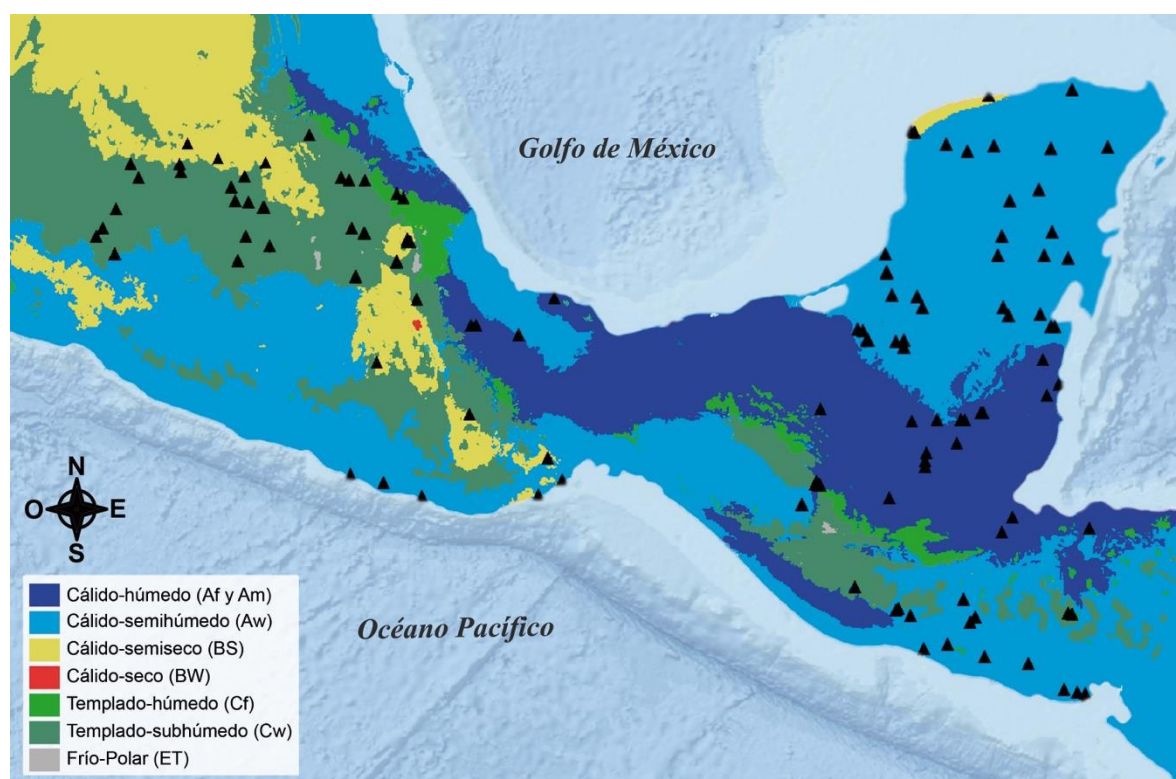 Golfo de México
N
O
E
S
Cálido-húmedo (Af y Am)
Cálido-semihúmedo (Aw)
Cálido-semiseco (BS)
Cálido-seco (BW)
Templado-húmedo (Cf)
Templado-subhúmedo (Cw)
Frío-Polar (ET)
Océano Pacífico